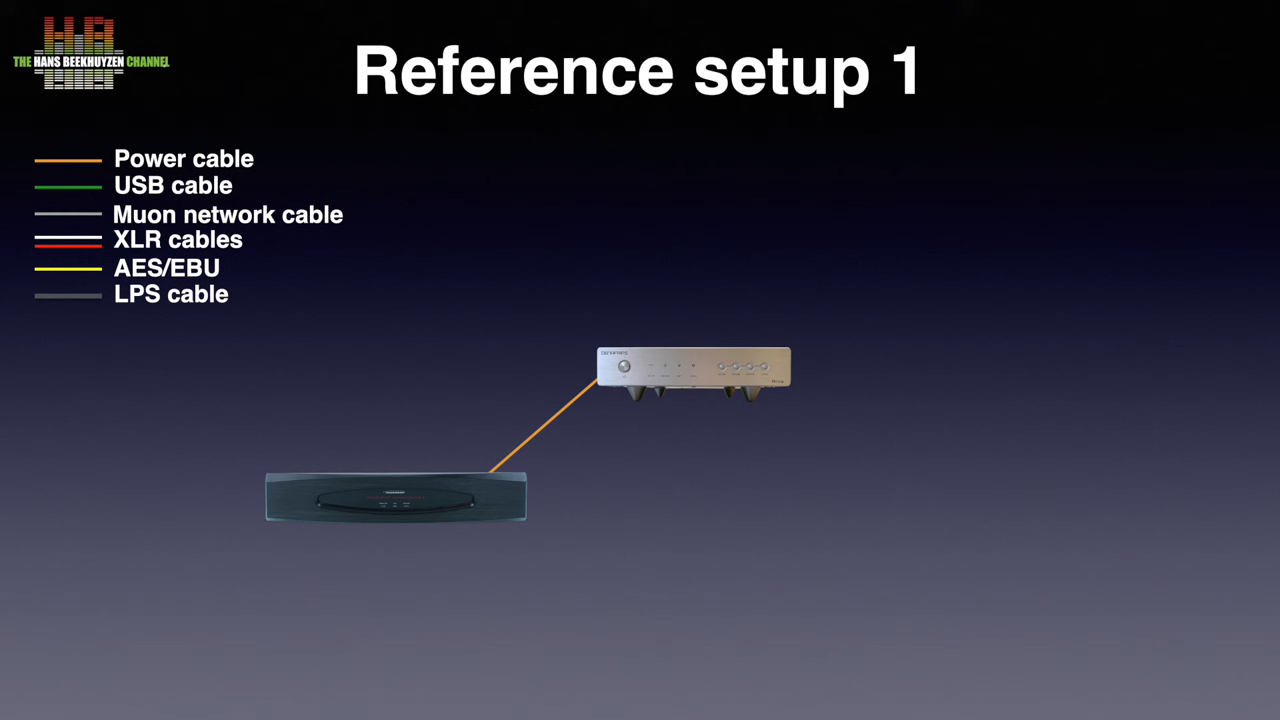 THE HANS BEEKHUYZEN CHANNEL
Reference setup 1
Power cable
USB cable
Muon network cable
XLR cables
AES/EBU
LPS cable